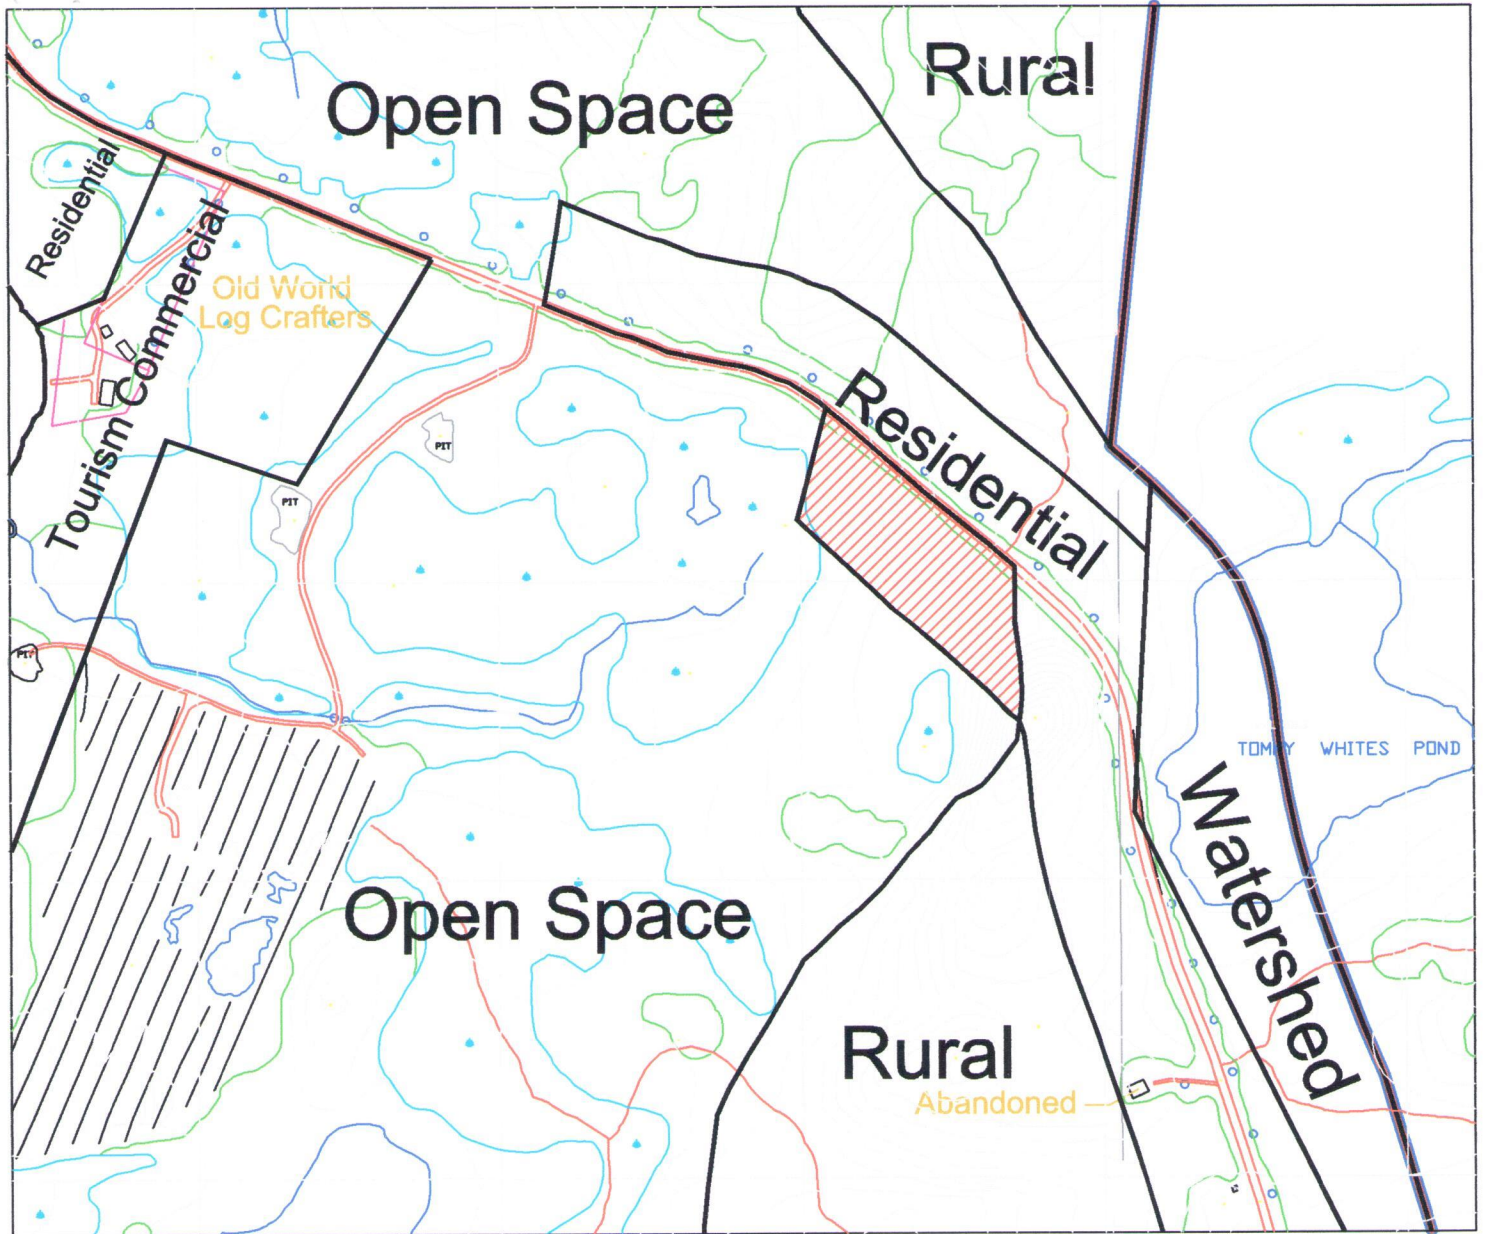 Rural
Open Space
Residential
Tourism Commercial
Old World
Log Crafters
Residential
PIT
PIT
PIT
TOMMY WHITES POND
Watershed
Open Space
Rural
Abandoned